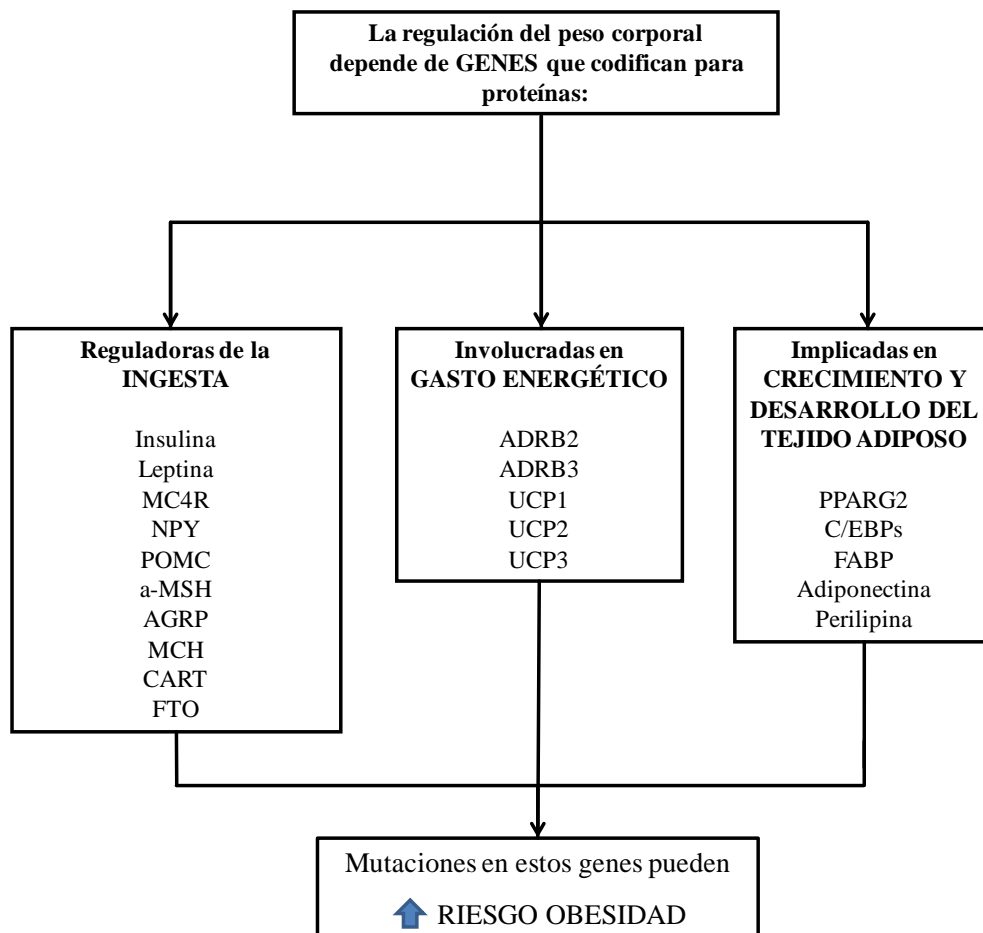 La regulación del peso corporal
depende de GENES que codifican para
proteínas:
Reguladoras de la
INGESTA
Insulina
Leptina
MC4R
NPY
POMC
a-MSH
AGRP
MCH
CART
FTO
Involucradas en
GASTO ENERGÉTICO
ADRB2
ADRB3
UCP1
UCP2
UCP3
Implicadas en
CRECIMIENTO Y
DESARROLLO DEL
TEJIDO ADIPOSO
PPARG2
C/EBPs
FABP
Adiponectina
Perilipina
Mutaciones en estos genes pueden
RIESGO OBESIDAD